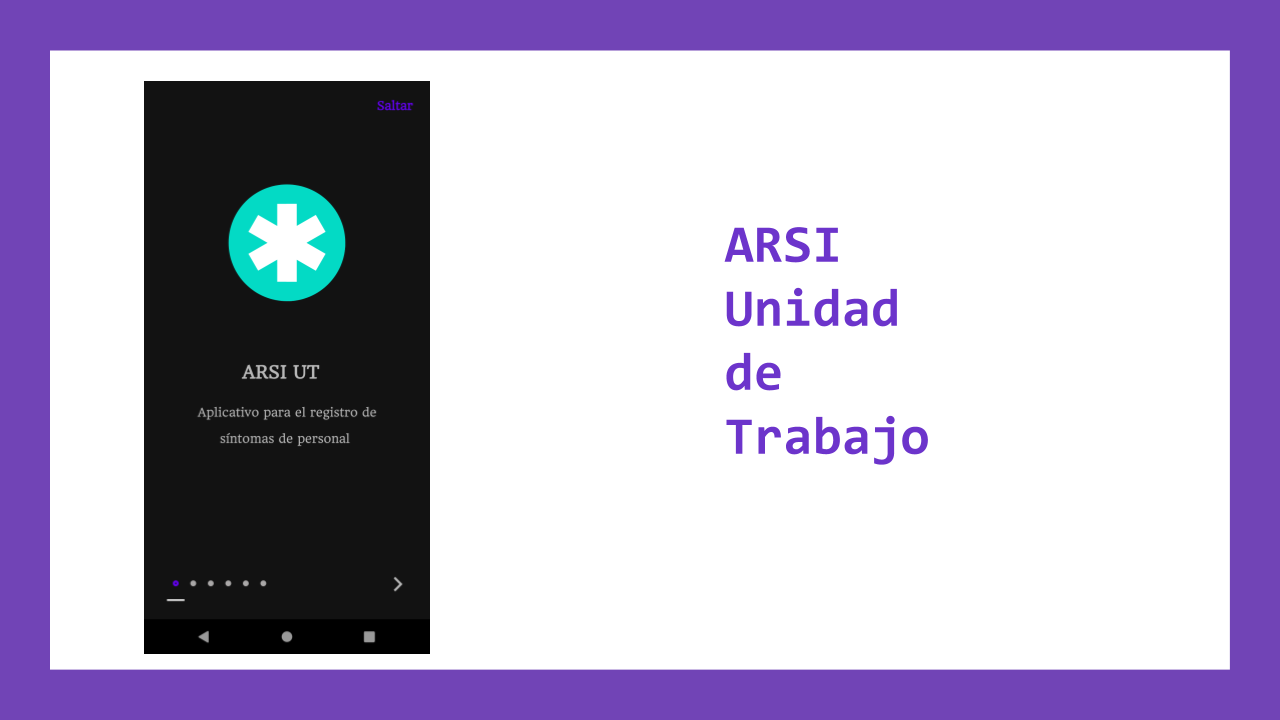 Saltar
ARSI UT
Aplicativo para el registro de
síntomas de personal
ARSI
Unidad
de
Trabajo